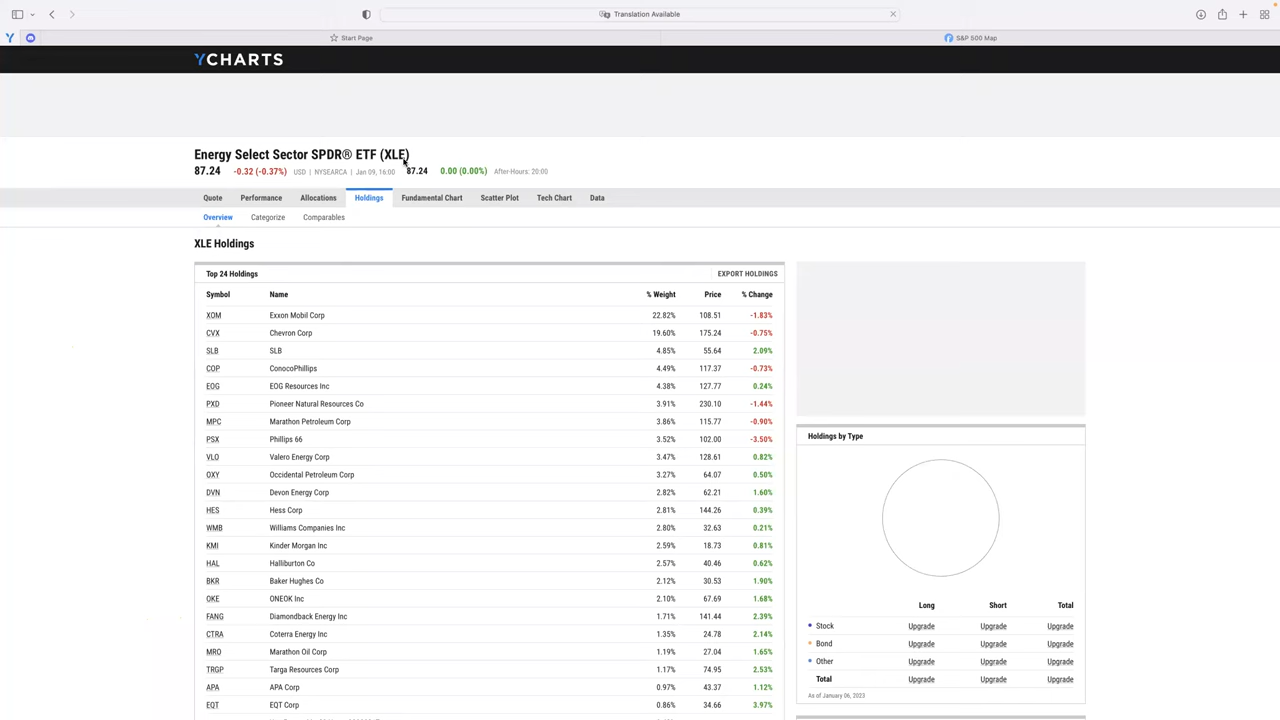 Translation Available
Start Page
S&P 500 Map
YCHARTS
Energy Select Sector SPDR® ETF (XLE)
87.24 -0.32 (-0.37%) USD | NYSEARCA | Jan 09, 16:00 87.24 0.00 (0.00%) After-Hours: 20:00
Quote Performance Allocations Holdings Fundamental Chart Scatter Plot Tech Chart Data
Overview Categorize Comparables
XLE Holdings
Top 24 Holdings EXPORT HOLDINGS
Symbol Name % Weight Price % Change
XOM Exxon Mobil Corp 22.82% 108.51 -1.83%
CVX Chevron Corp 19.60% 175.24 -0.75%
SLB SLB 4.85% 55.64 2.09%
COP ConocoPhillips 4.49% 117.37 -0.73%
EOG EOG Resources Inc 4.38% 127.77 0.24%
PXD Pioneer Natural Resources Co 3.91% 230.10 -1.44%
MPC Marathon Petroleum Corp 3.86% 115.77 -0.90%
PSX Phillips 66 3.52% 102.00 -3.50%
VLO Valero Energy Corp 3.47% 128.61 0.82%
OXY Occidental Petroleum Corp 3.27% 64.07 0.50%
DVN Devon Energy Corp 2.82% 62.21 1.60%
HES Hess Corp 2.81% 144.26 0.39%
WMB Williams Companies Inc 2.80% 32.63 0.21%
KMI Kinder Morgan Inc 2.59% 18.73 0.81%
HAL Halliburton Co 2.57% 40.46 0.62%
BKR Baker Hughes Co 2.12% 30.53 1.90%
OKE ONEOK Inc 2.10% 67.69 1.68%
FANG Diamondback Energy Inc 1.71% 141.44 2.39%
CTRA Coterra Energy Inc 1.35% 24.78 2.14%
MRO Marathon Oil Corp 1.19% 27.04 1.65%
TRGP Targa Resources Corp 1.17% 74.95 2.53%
APA APA Corp 0.97% 43.37 1.12%
EQT EQT Corp 0.86% 34.66 3.97%
Holdings by Type
Long Short Total
Stock Upgrade Upgrade Upgrade
Bond Upgrade Upgrade Upgrade
Other Upgrade Upgrade Upgrade
Total Upgrade Upgrade Upgrade
As of January 06, 2023